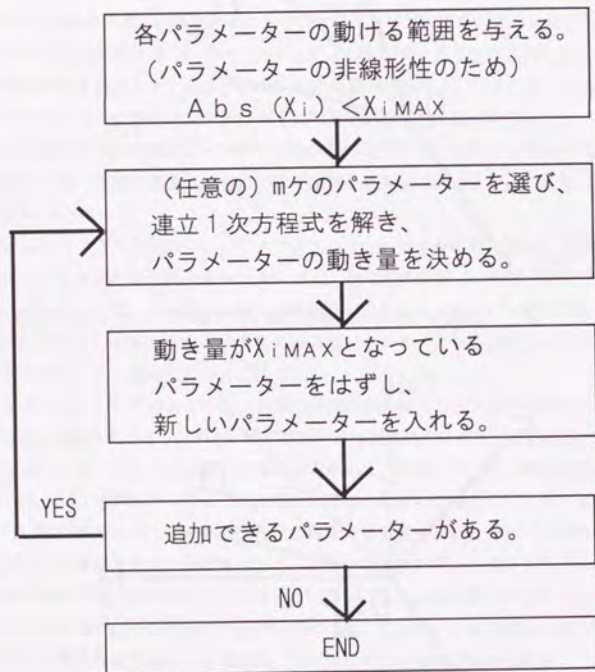 各パラメーターの動ける範囲を与える。
(パラメーターの非線形性のため)
Abs (Xi) <XiMAX
(任意の) mケのパラメーターを選び、
連立1次方程式を解き、
パラメーターの動き量を決める。
動き量がXiMAXとなっている
パラメーターをはずし、
新しいパラメーターを入れる。
YES
追加できるパラメーターがある。
NO
END